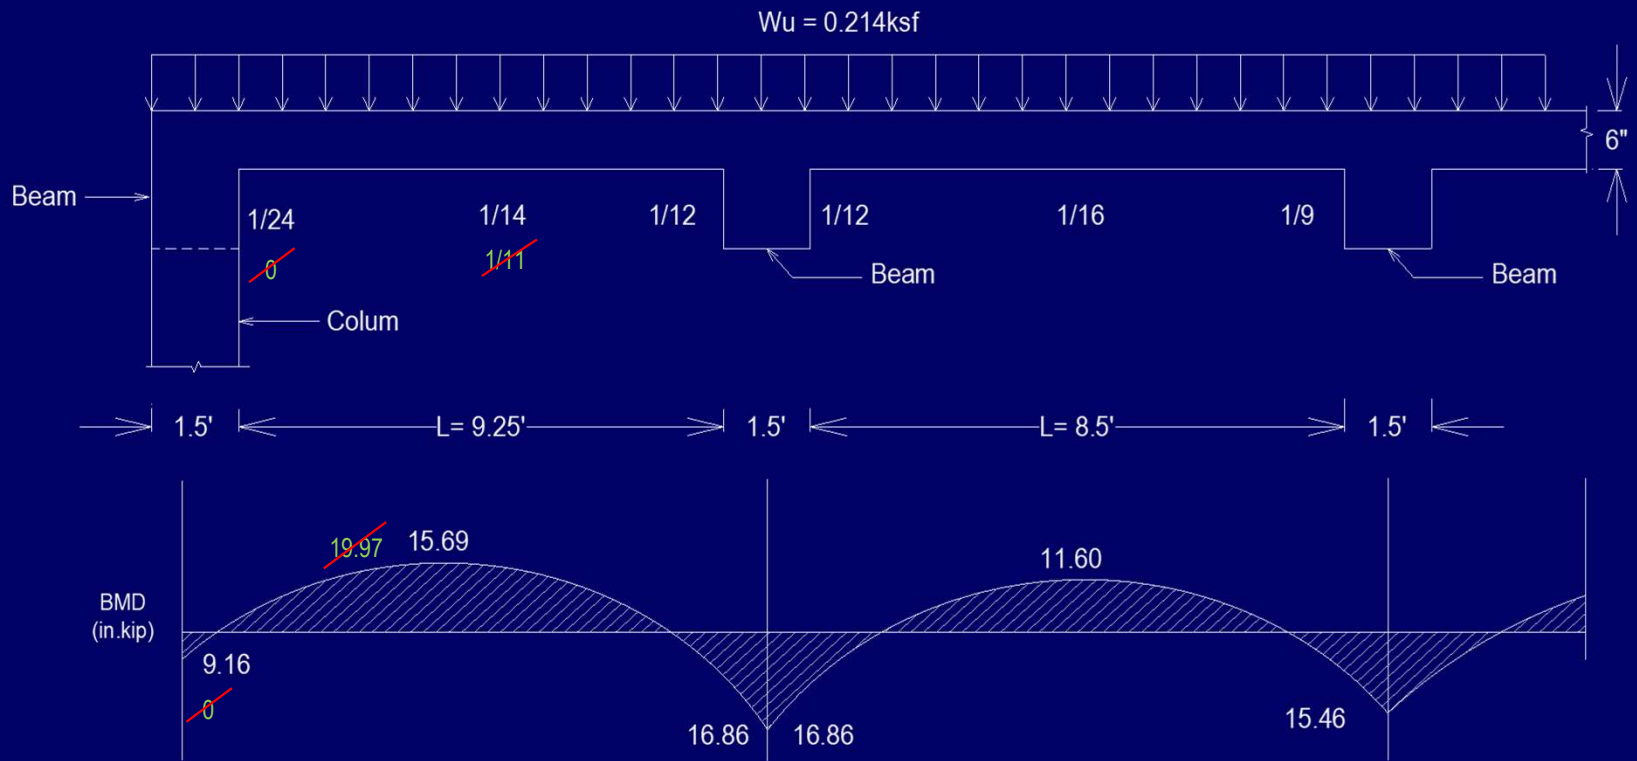 Wu = 0.214ksf
6"
Beam
1/24
1/14
1/12
1/12
1/16
1/9
0
1/11
Beam
Beam
Colum
1.5'
L= 9.25'
1.5'
L= 8.5'
1.5'
19.97
15.69
11.60
BMD
(in.kip)
9.16
0
16.86
16.86
15.46